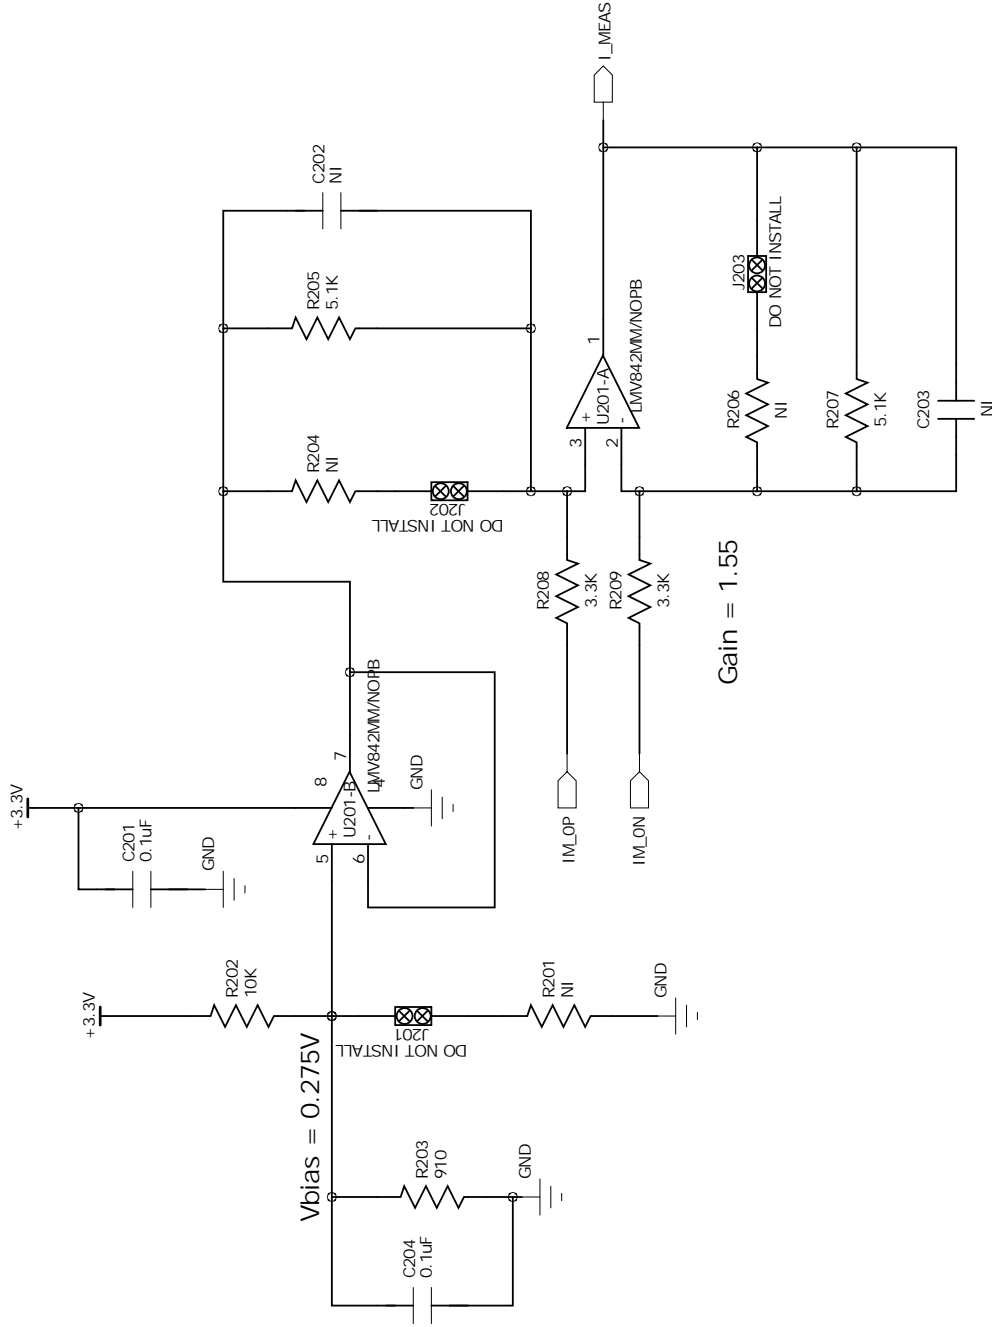 +3.3V
C201
0.1uF
GND
+3.3V
R202
10K
Vbias = 0.275V
J201
DO NOT INSTALL
R201
NI
GND
C204
0.1uF
R203
910
GND
5
6
+
-
U201-B
8
7
4
LMV842MM/NOPB
GND
R204
NI
J202
DO NOT INSTALL
R205
5.1K
C202
NI
IM_0P
IM_0N
R208
3.3K
R209
3.3K
3
2
+
-
U201-A
1
LMV842MM/NOPB
I_MEAS
Gain = 1.55
R206
NI
J203
DO NOT INSTALL
R207
5.1K
C203
NI